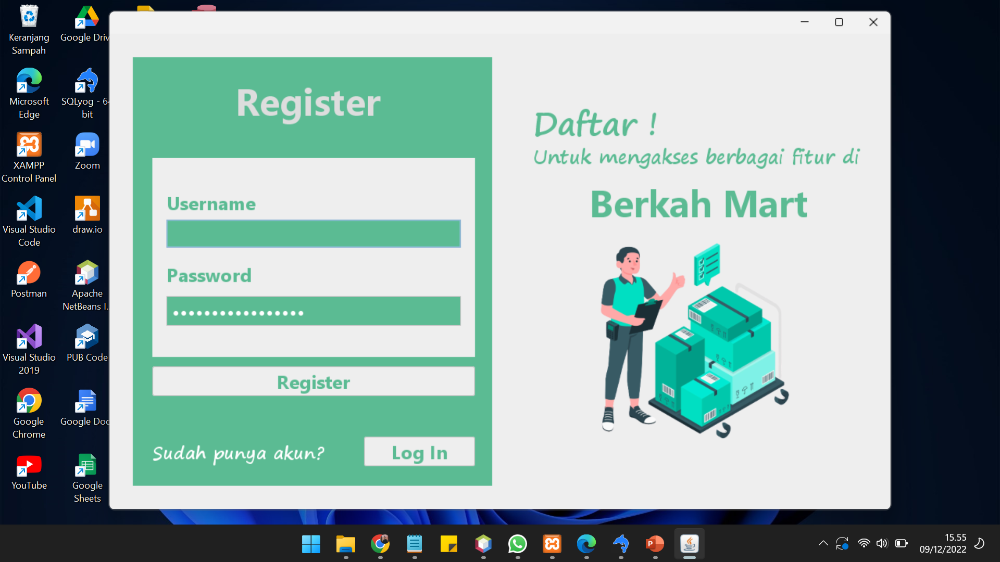 Keranjang
Sampah
Google Driv
Microsoft
Edge
SQLyog - 64
bit
XAMPP
Control Panel
Zoom
Visual Studio
Code
draw.io
Postman
Apache
NetBeans I...
Visual Studio
2019
PUB Code
Google
Chrome
Google Doc
YouTube
Google
Sheets
Register
Username
Password
Register
Sudah punya akun?
Log In
Daftar !
Untuk mengakses berbagai fitur di
Berkah Mart
15.55
09/12/2022